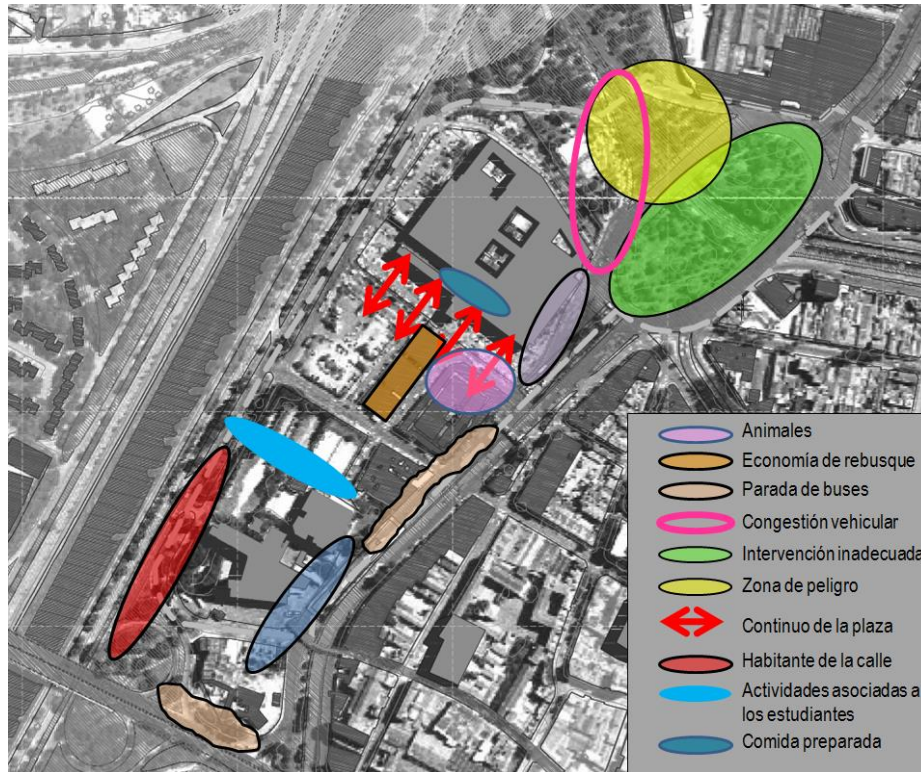 Animales
Economía de rebusque
Parada de buses
Congestión vehicular
Intervención inadecuada
Zona de peligro
Continuo de la plaza
Habitante de la calle
Actividades asociadas a
los estudiantes
Comida preparada